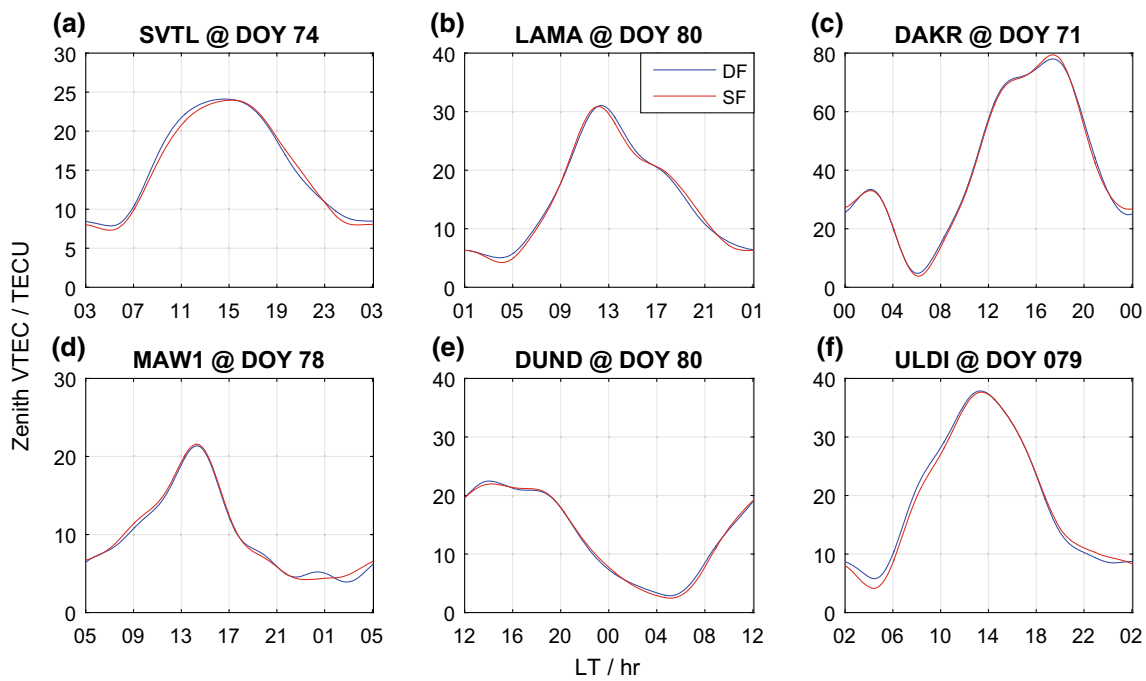 (a) SVTL @ DOY 74
30
25
20
15
10
5
0
03 07 11 15 19 23 03
(b) LAMA @ DOY 80
DF
SF
40
30
20
10
0
01 05 09 13 17 21 01
(c) DAKR @ DOY 71
80
60
40
20
0
00 04 08 12 16 20 00
Zenith VTEC / TECU
(d) MAW1 @ DOY 78
30
20
10
0
05 09 13 17 21 01 05
(e) DUND @ DOY 80
40
30
20
10
0
12 16 20 00 04 08 12
(f) ULDI @ DOY 079
40
30
20
10
0
02 06 10 14 18 22 02
LT / hr